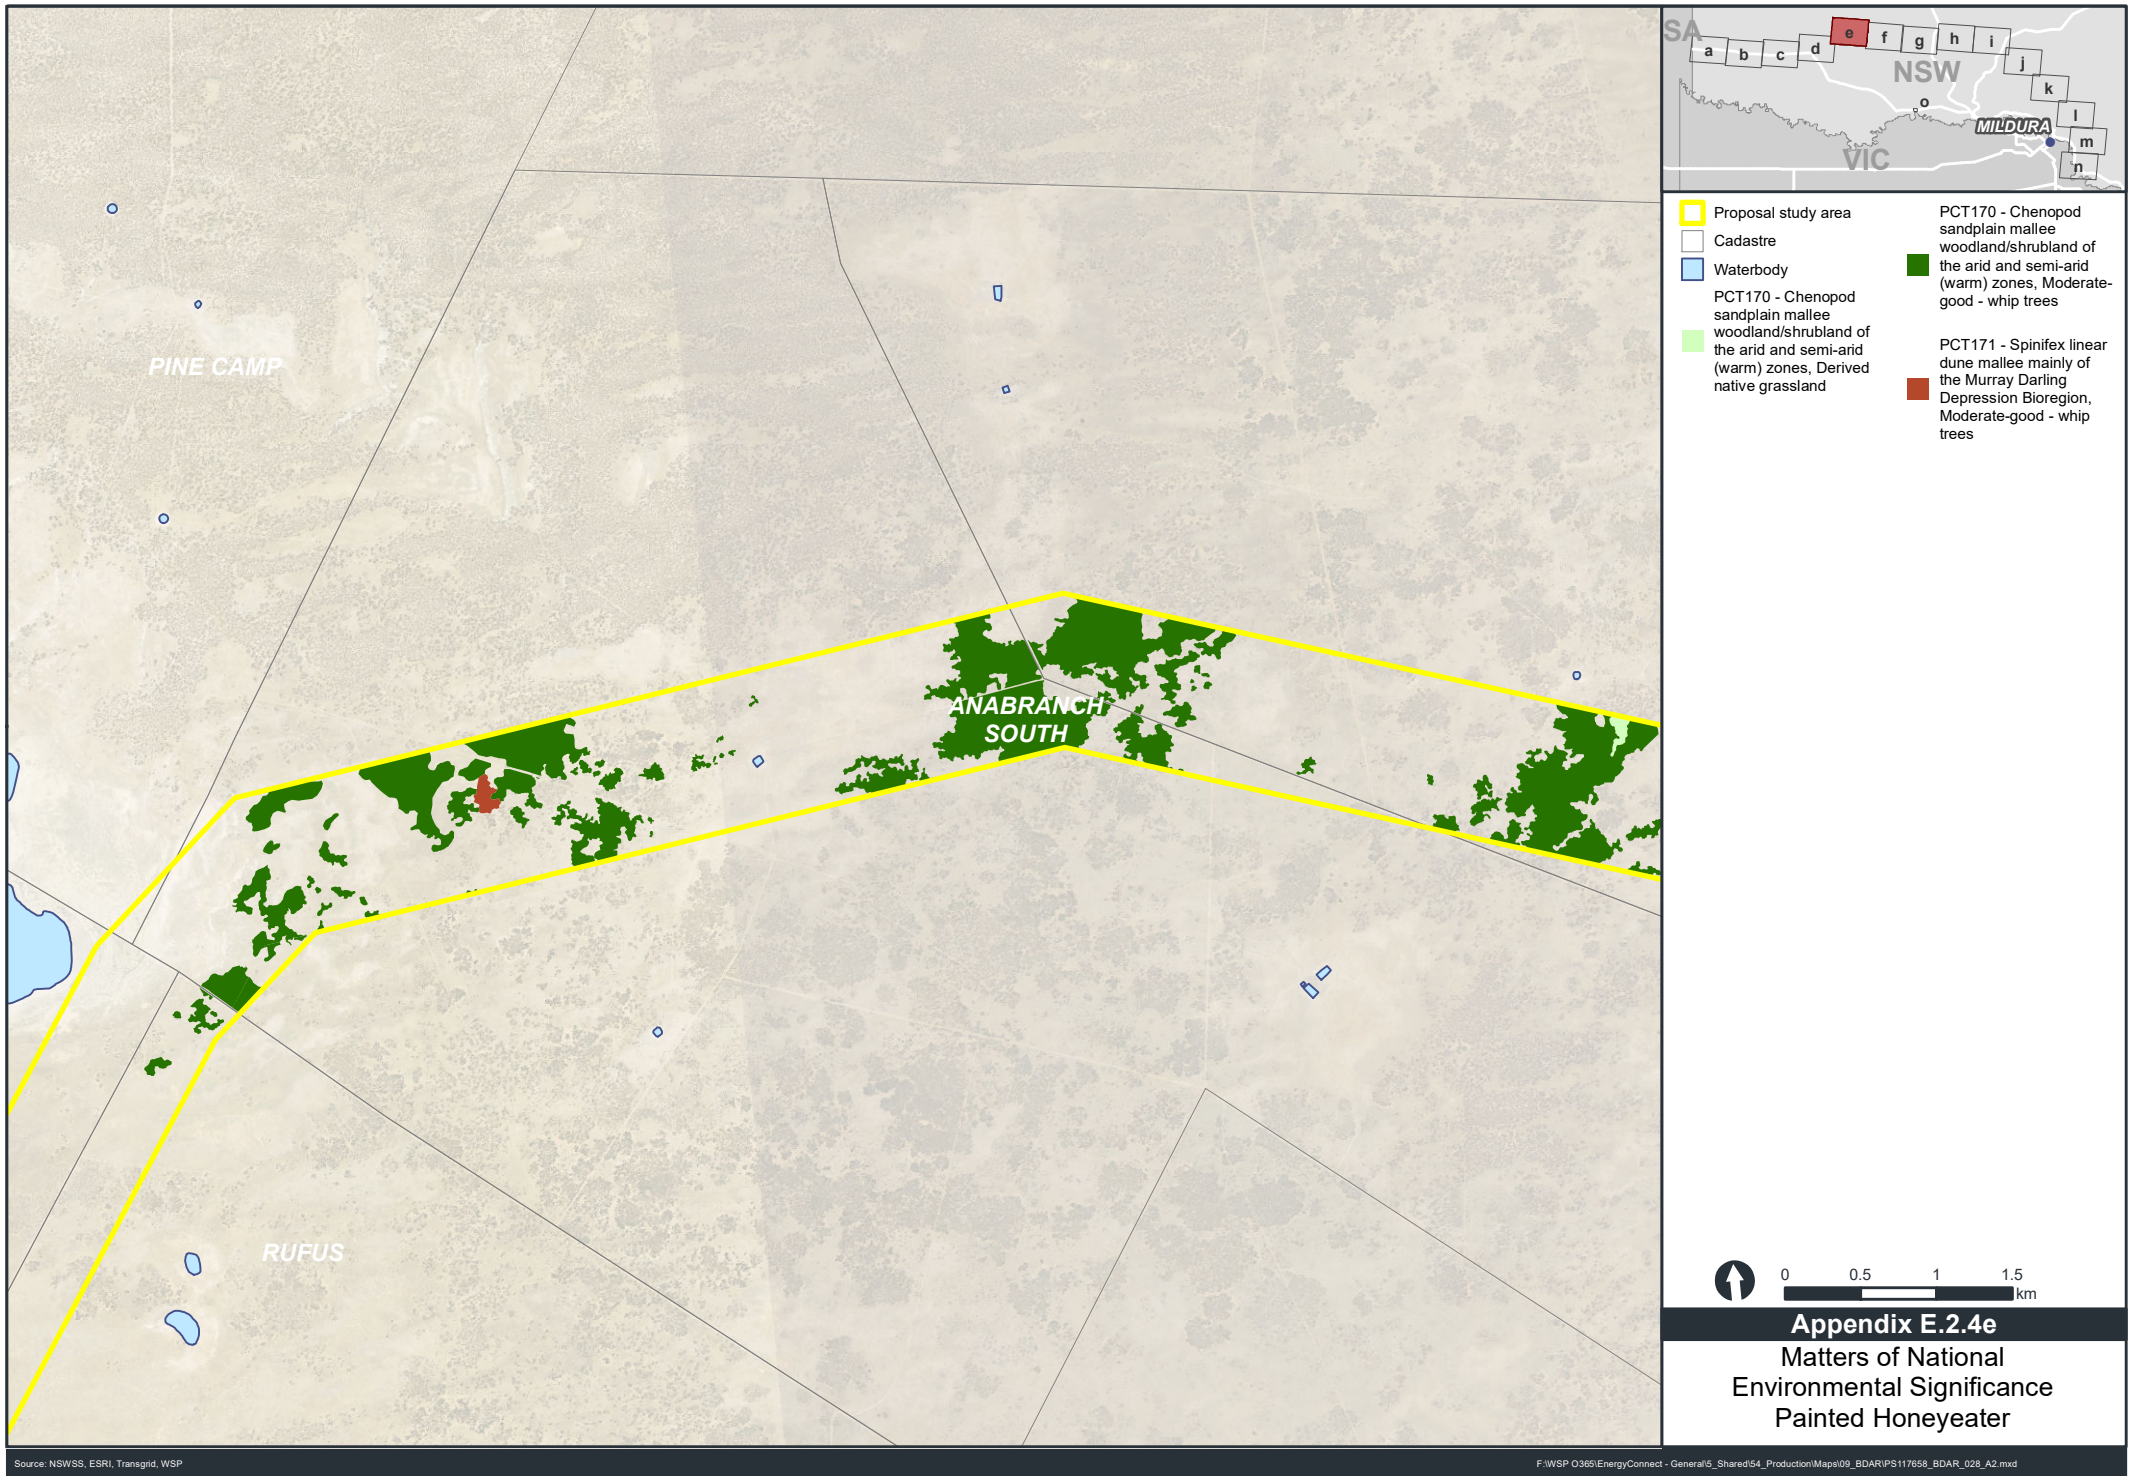 PINE CAMP
ANABRANCH
SOUTH
RUFUS
SA
a
b
c
d
e
f
g
h
i
j
k
l
m
n
o
NSW
MILDURA
VIC
Proposal study area
Cadastre
Waterbody
PCT170 - Chenopod
sandplain mallee
woodland/shrubland of
the arid and semi-arid
(warm) zones, Derived
native grassland
PCT170 - Chenopod
sandplain mallee
woodland/shrubland of
the arid and semi-arid
(warm) zones, Moderate-
good - whip trees
PCT171 - Spinifex linear
dune mallee mainly of
the Murray Darling
Depression Bioregion,
Moderate-good - whip
trees
0 0.5 1 1.5
km
Appendix E.2.4e
Matters of National
Environmental Significance
Painted Honeyeater
Source: NSWSS, ESRI, Transgrid, WSP
F:\WSP O365\EnergyConnect - General\5_Shared\54_Production\Maps\09_BDAR\PS117658_BDAR_028_A2.mxd